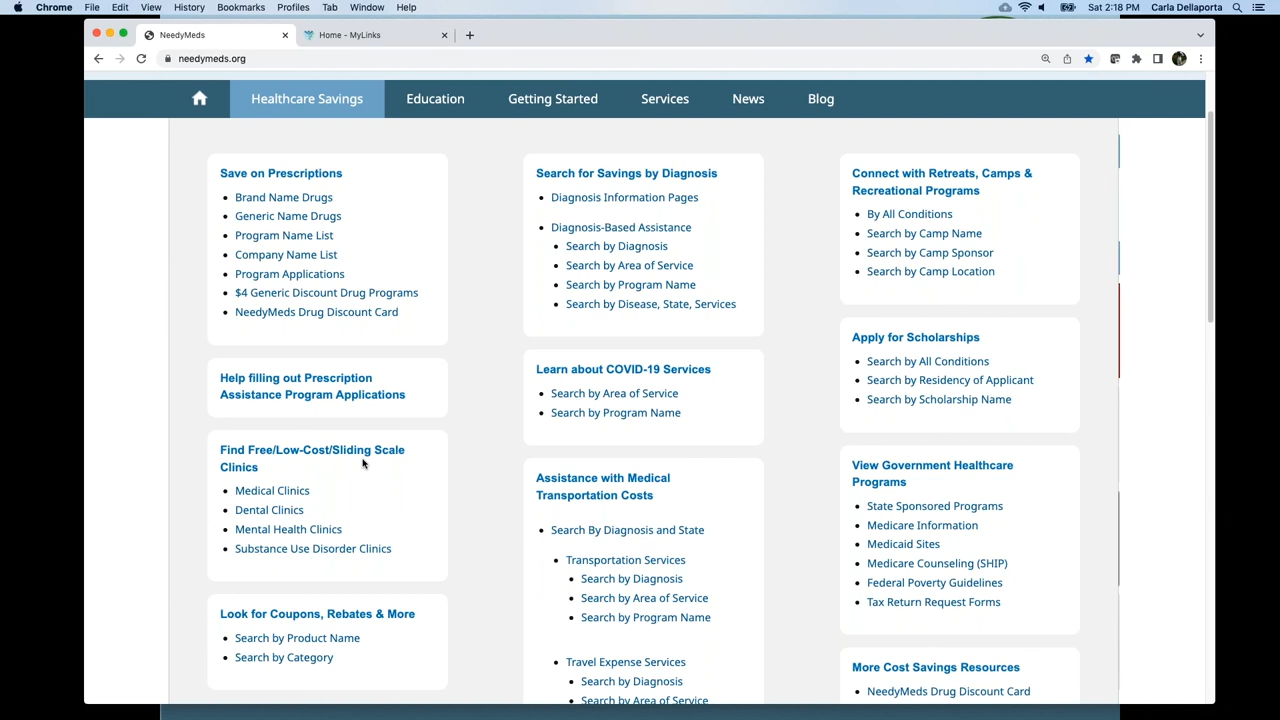 Chrome File Edit View History Bookmarks Profiles Tab Window Help Sat 2:18 PM Carla Dellaporta
NeedyMeds Home - MyLinks
needymeds.org
Healthcare Savings Education Getting Started Services News Blog
Save on Prescriptions
Brand Name Drugs
Generic Name Drugs
Program Name List
Company Name List
Program Applications
$4 Generic Discount Drug Programs
NeedyMeds Drug Discount Card
Help filling out Prescription
Assistance Program Applications
Find Free/Low-Cost/Sliding Scale
Clinics
Medical Clinics
Dental Clinics
Mental Health Clinics
Substance Use Disorder Clinics
Look for Coupons, Rebates & More
Search by Product Name
Search by Category
Search for Savings by Diagnosis
Diagnosis Information Pages
Diagnosis-Based Assistance
Search by Diagnosis
Search by Area of Service
Search by Program Name
Search by Disease, State, Services
Learn about COVID-19 Services
Search by Area of Service
Search by Program Name
Assistance with Medical
Transportation Costs
Search By Diagnosis and State
Transportation Services
Search by Diagnosis
Search by Area of Service
Search by Program Name
Travel Expense Services
Search by Diagnosis
Search by Area of Service
Connect with Retreats, Camps &
Recreational Programs
By All Conditions
Search by Camp Name
Search by Camp Sponsor
Search by Camp Location
Apply for Scholarships
Search by All Conditions
Search by Residency of Applicant
Search by Scholarship Name
View Government Healthcare
Programs
State Sponsored Programs
Medicare Information
Medicaid Sites
Medicare Counseling (SHIP)
Federal Poverty Guidelines
Tax Return Request Forms
More Cost Savings Resources
NeedyMeds Drug Discount Card